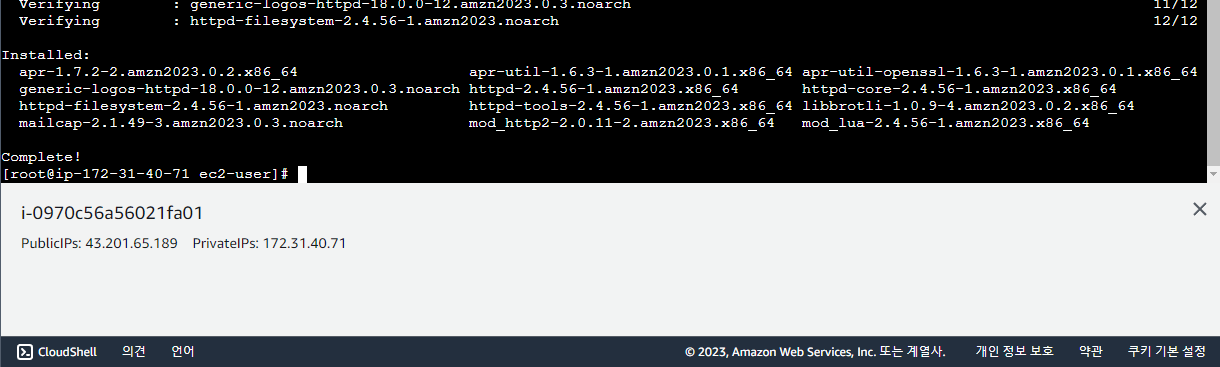 Verifying : generic-logos-httpd-18.0.0-12.amzn2023.0.3.noarch 11/12
Verifying : httpd-filesystem-2.4.56-1.amzn2023.noarch 12/12
Installed:
apr-1.7.2-2.amzn2023.0.2.x86_64 apr-util-1.6.3-1.amzn2023.0.1.x86_64 apr-util-openssl-1.6.3-1.amzn2023.0.1.x86_64
generic-logos-httpd-18.0.0-12.amzn2023.0.3.noarch httpd-2.4.56-1.amzn2023.x86_64 httpd-core-2.4.56-1.amzn2023.x86_64
httpd-filesystem-2.4.56-1.amzn2023.noarch httpd-tools-2.4.56-1.amzn2023.x86_64 libbrotli-1.0.9-4.amzn2023.0.2.x86_64
mailcap-2.1.49-3.amzn2023.0.3.noarch mod_http2-2.0.11-2.amzn2023.x86_64 mod_lua-2.4.56-1.amzn2023.x86_64
Complete!
[root@ip-172-31-40-71 ec2-user]#
i-0970c56a56021fa01
PublicIPs: 43.201.65.189 PrivateIPs: 172.31.40.71
CloudShell 의견 언어 © 2023, Amazon Web Services, Inc. 또는 계열사. 개인 정보 보호 약관 쿠키 기본 설정